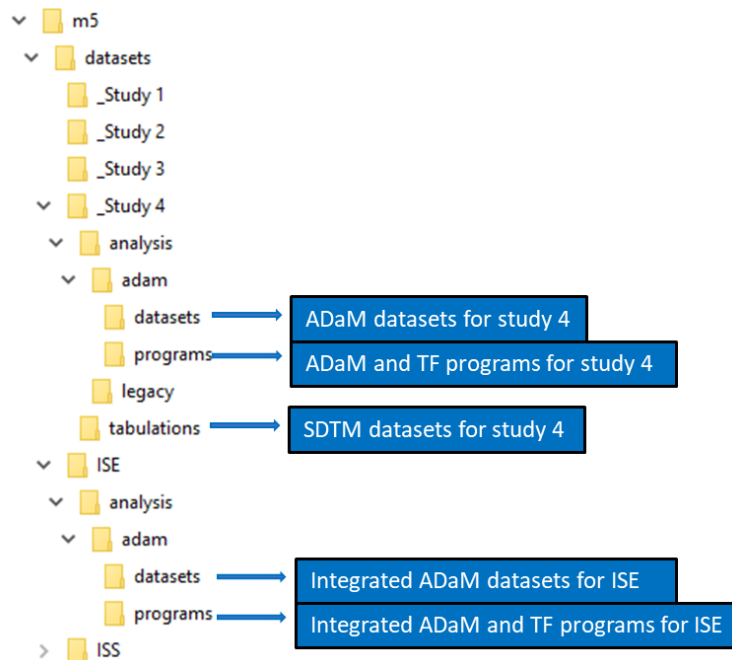 m5
datasets
_Study 1
_Study 2
_Study 3
_Study 4
analysis
adam
datasets ADaM datasets for study 4
programs ADaM and TF programs for study 4
legacy
tabulations SDTM datasets for study 4
ISE
analysis
adam
datasets Integrated ADaM datasets for ISE
programs Integrated ADaM and TF programs for ISE
ISS